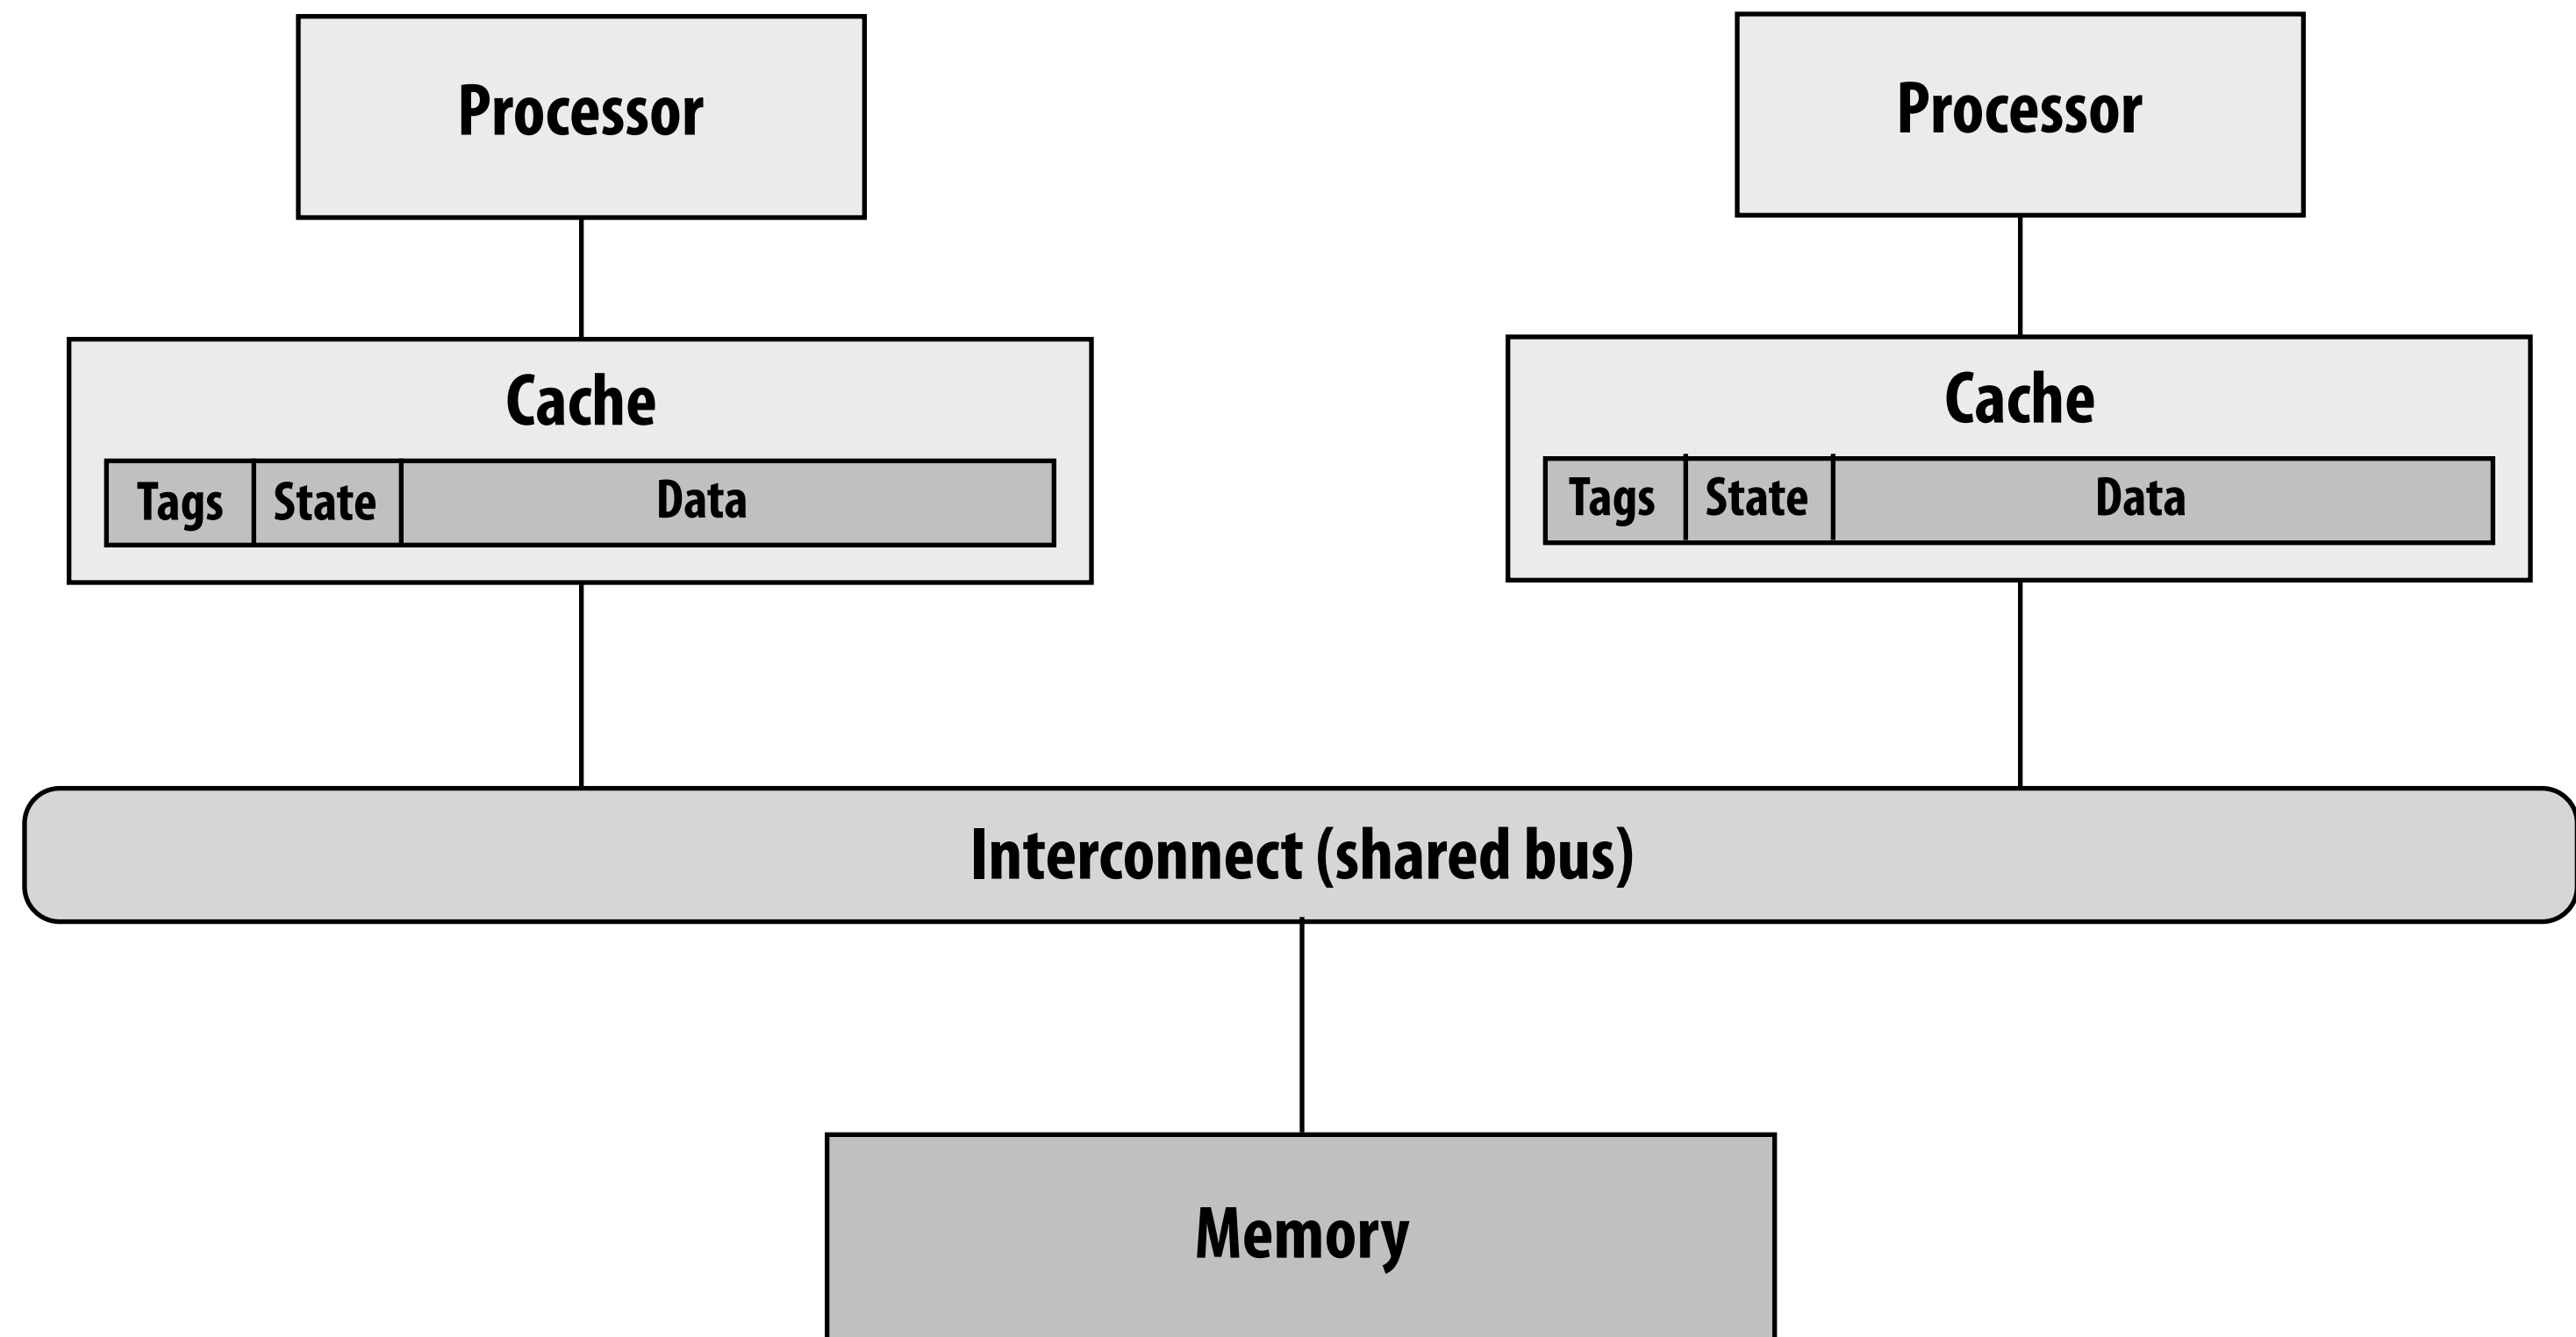 Processor
Processor
Cache
Cache
Tags State Data
Tags State Data
Interconnect (shared bus)
Memory